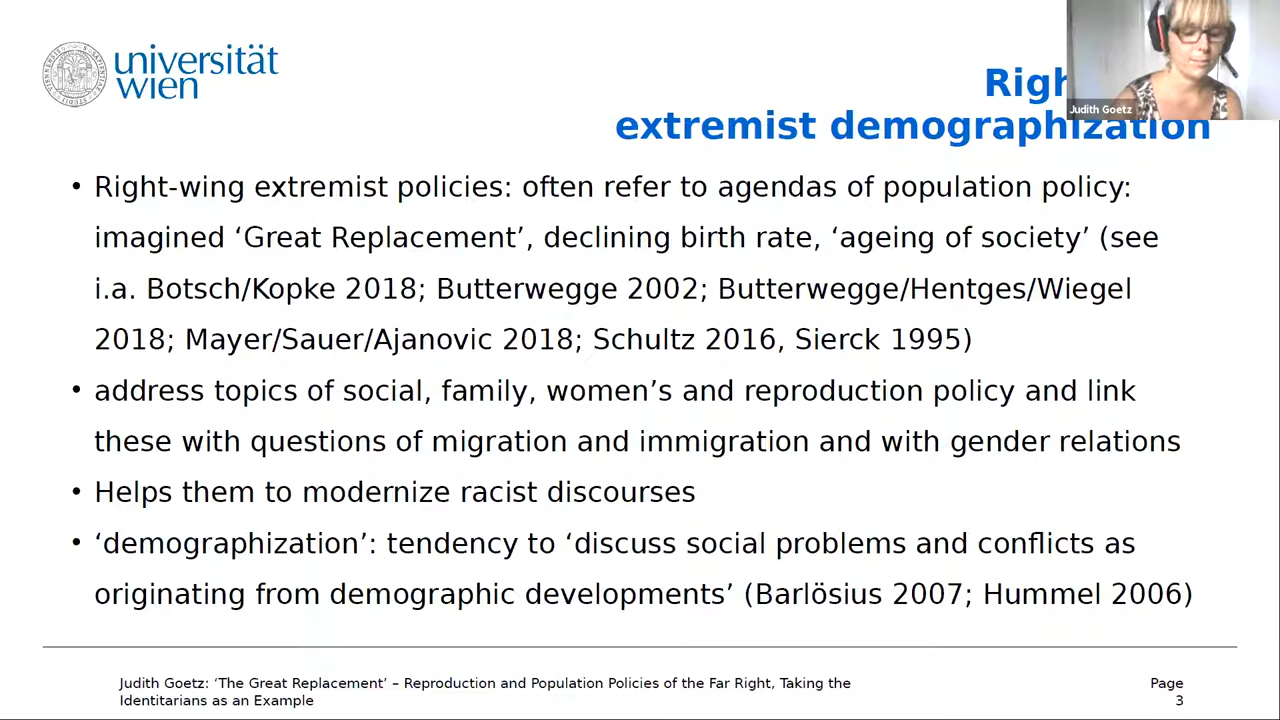 universität
wien
Judith Goetz
Righ
extremist demographization
• Right-wing extremist policies: often refer to agendas of population policy:
imagined ‘Great Replacement’, declining birth rate, ‘ageing of society’ (see
i.a. Botsch/Kopke 2018; Butterwegge 2002; Butterwegge/Hentges/Wiegel
2018; Mayer/Sauer/Ajanovic 2018; Schultz 2016, Sierck 1995)
• address topics of social, family, women’s and reproduction policy and link
these with questions of migration and immigration and with gender relations
• Helps them to modernize racist discourses
• ‘demographization’: tendency to ‘discuss social problems and conflicts as
originating from demographic developments’ (Barlösius 2007; Hummel 2006)
Judith Goetz: ‘The Great Replacement’ – Reproduction and Population Policies of the Far Right, Taking the
Identitarians as an Example
Page
3